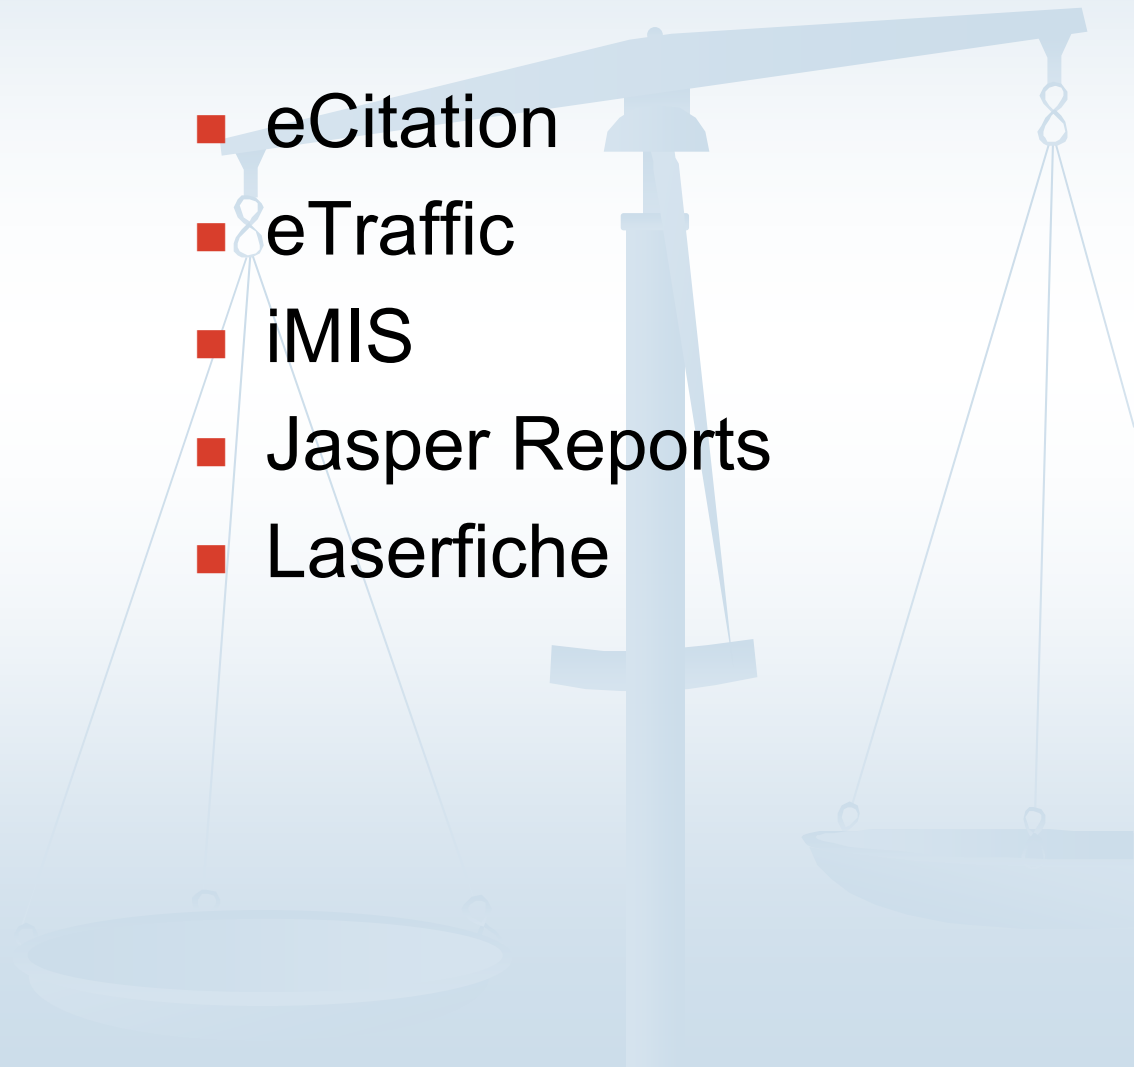 eCitation
eTraffic
iMIS
Jasper Reports
Laserfiche